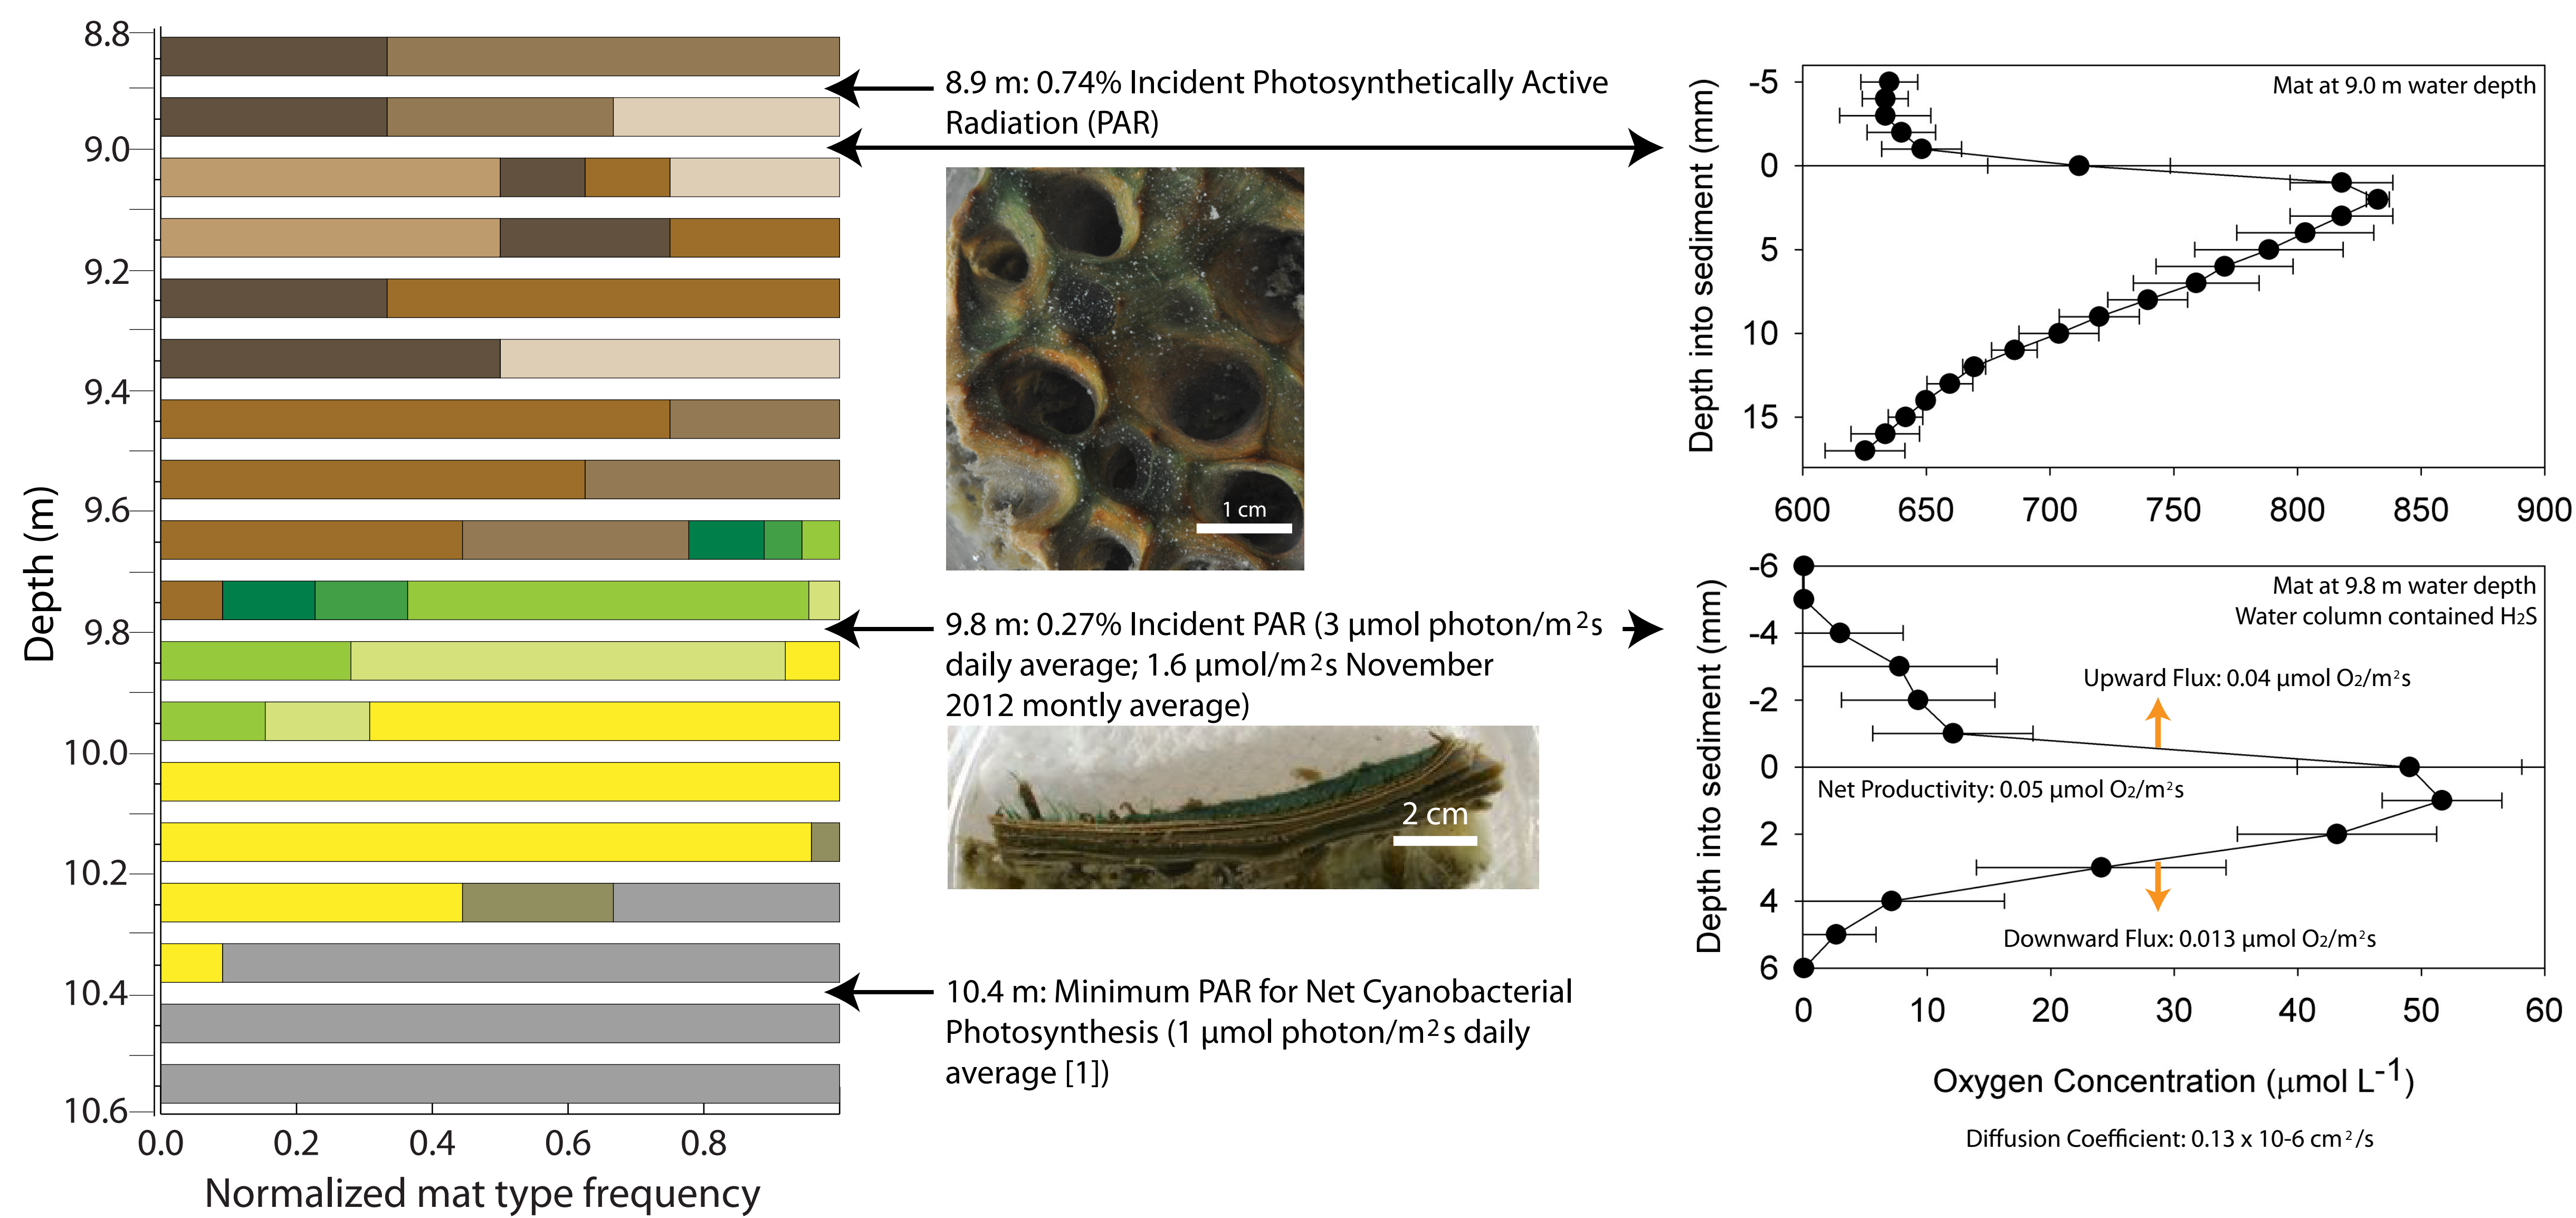 8.8
9.0
9.2
9.4
9.6
9.8
10.0
10.2
10.4
10.6
Depth (m)
0.0 0.2 0.4 0.6 0.8
Normalized mat type frequency
8.9 m: 0.74% Incident Photosynthetically Active
Radiation (PAR)
1 cm
9.8 m: 0.27% Incident PAR (3 µmol photon/m²s
daily average; 1.6 µmol/m²s November
2012 montly average)
2 cm
10.4 m: Minimum PAR for Net Cyanobacterial
Photosynthesis (1 µmol photon/m²s daily
average [1])
Mat at 9.0 m water depth
-5
0
5
10
15
Depth into sediment (mm)
600 650 700 750 800 850 900
Mat at 9.8 m water depth
Water column contained H₂S
-6
-4
-2
0
2
4
6
Depth into sediment (mm)
Upward Flux: 0.04 µmol O₂/m²s
Net Productivity: 0.05 µmol O₂/m²s
Downward Flux: 0.013 µmol O₂/m²s
0 10 20 30 40 50 60
Oxygen Concentration (µmol L⁻¹)
Diffusion Coefficient: 0.13 x 10-6 cm²/s